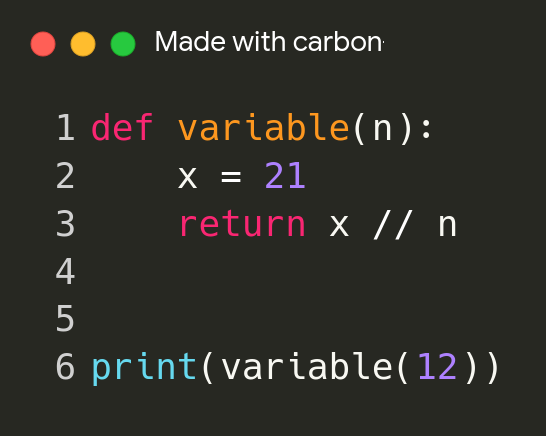 Made with carbon
1 def variable(n):
2     x = 21
3     return x // n
4
5
6 print(variable(12))